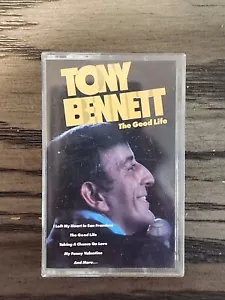 TONY
BENNETT
The Good Life
I Left My Heart In San Francisco
The Good Life
Taking A Chance On Love
My Funny Valentine
And More...